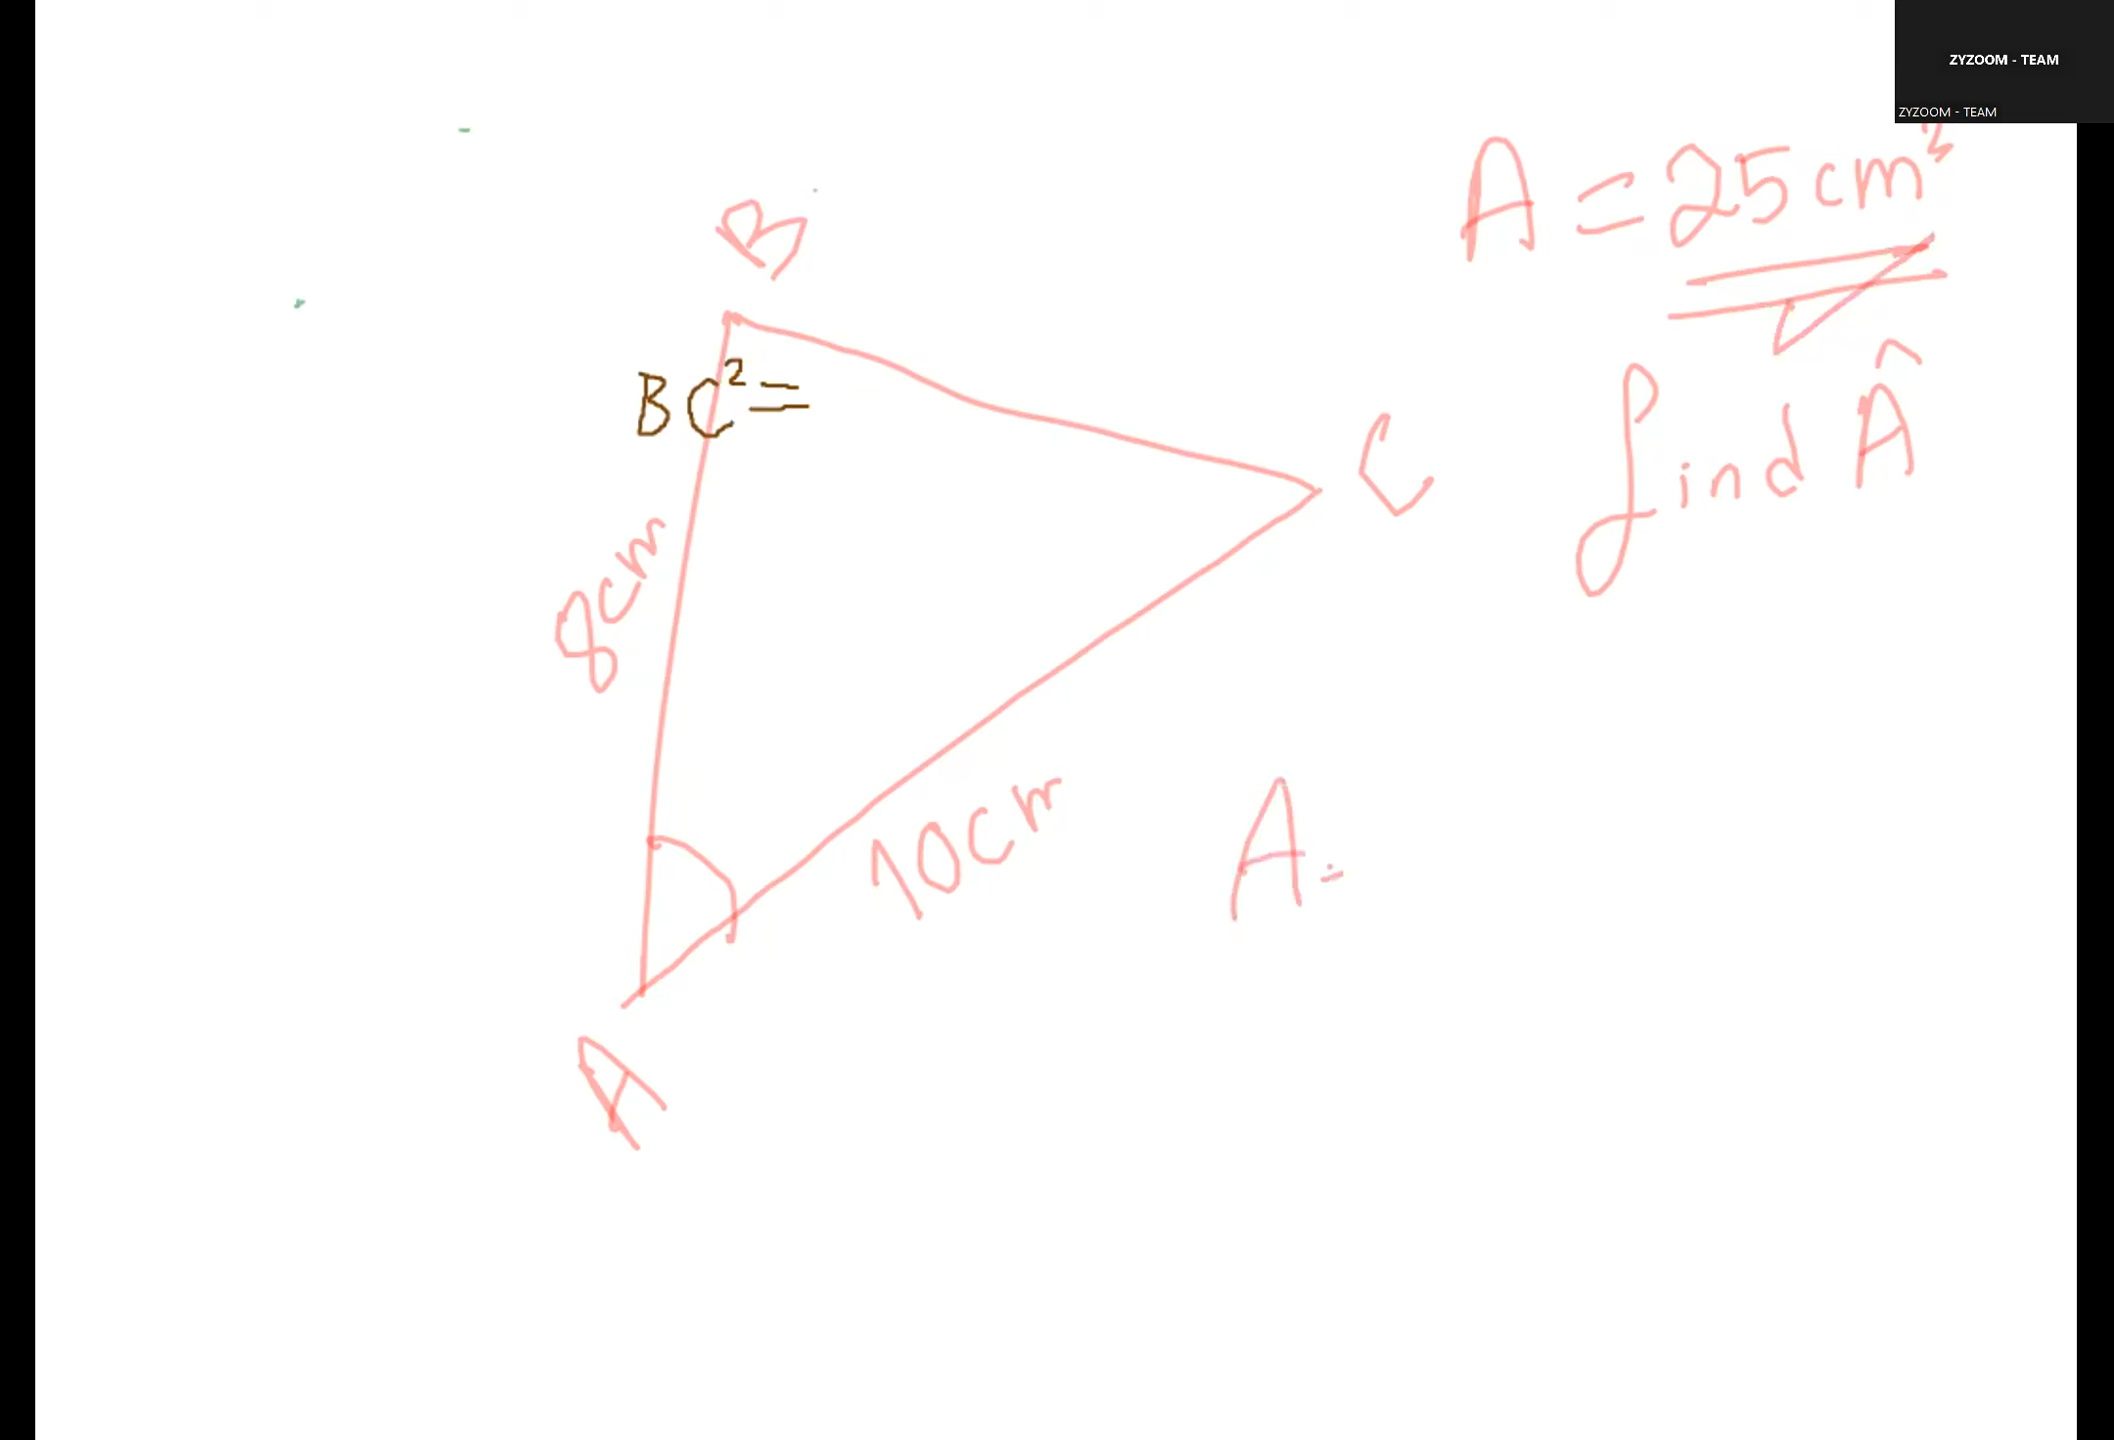 ZYZOOM - TEAM
ZYZOOM - TEAM
A = 25 cm²
B
BC² =
find Â
C
8cm
10cm
A =
A